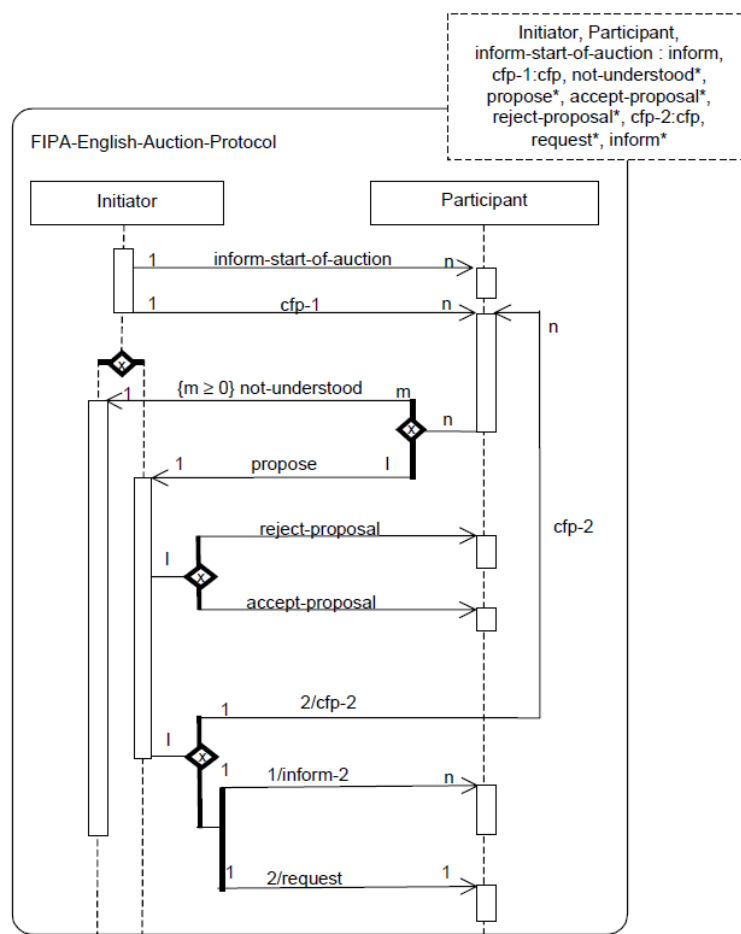 Initiator, Participant,
inform-start-of-auction : inform,
cfp-1:cfp, not-understood*,
propose*, accept-proposal*,
reject-proposal*, cfp-2:cfp,
request*, inform*
FIPA-English-Auction-Protocol
Initiator
Participant
1 inform-start-of-auction n
1 cfp-1 n
n
x
1 {m ≥ 0} not-understood m
x n
1 propose l
cfp-2
reject-proposal
l x
accept-proposal
1 2/cfp-2
l x
1 1/inform-2 n
1 2/request 1